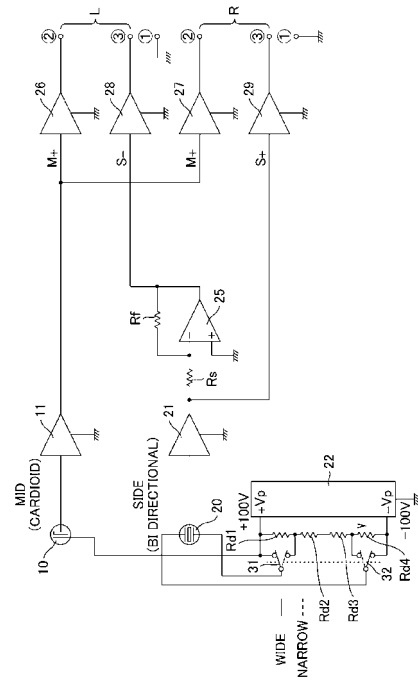 MID
(CARDIOID)
10
11
26
M+
②
L
28
S−
③
①
27
M+
②
R
29
S+
③
①
Rf
25
−
+
Rs
SIDE
(BI DIRECTIONAL)
20
21
22
+100V
+Vp
−Vp
−100V
Rd1
Rd2
Rd3
Rd4
V
31
32
WIDE
NARROW